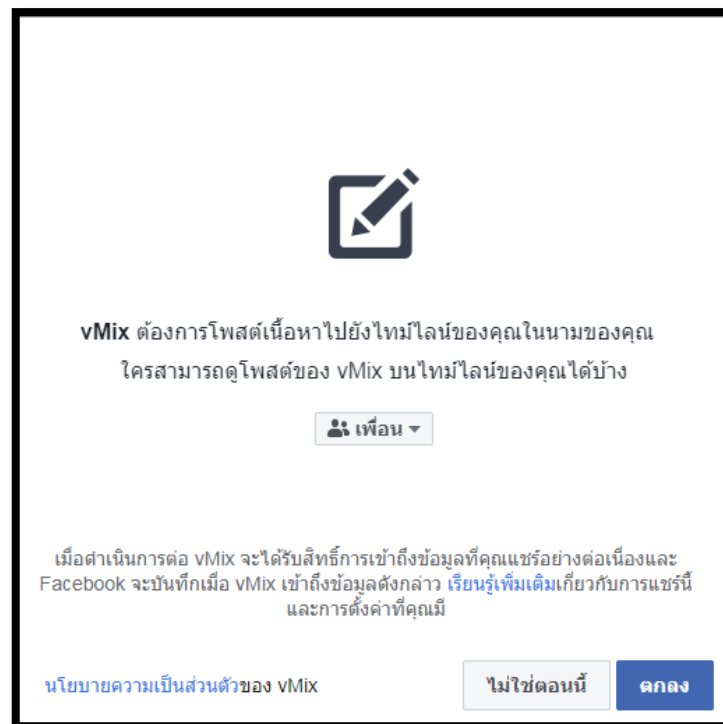 vMix ต้องการโพสต์เนื้อหาไปยังไทม์ไลน์ของคุณในนามของคุณ
ใครสามารถดูโพสต์ของ vMix บนไทม์ไลน์ของคุณได้บ้าง
เพื่อน
เมื่อดำเนินการต่อ vMix จะได้รับสิทธิ์การเข้าถึงข้อมูลที่คุณแชร์อย่างต่อเนื่องและ
Facebook จะบันทึกเมื่อ vMix เข้าถึงข้อมูลดังกล่าว เรียนรู้เพิ่มเติมเกี่ยวกับการแชร์นี้
และการตั้งค่าที่คุณมี
นโยบายความเป็นส่วนตัวของ vMix ไม่ใช่ตอนนี้ ตกลง